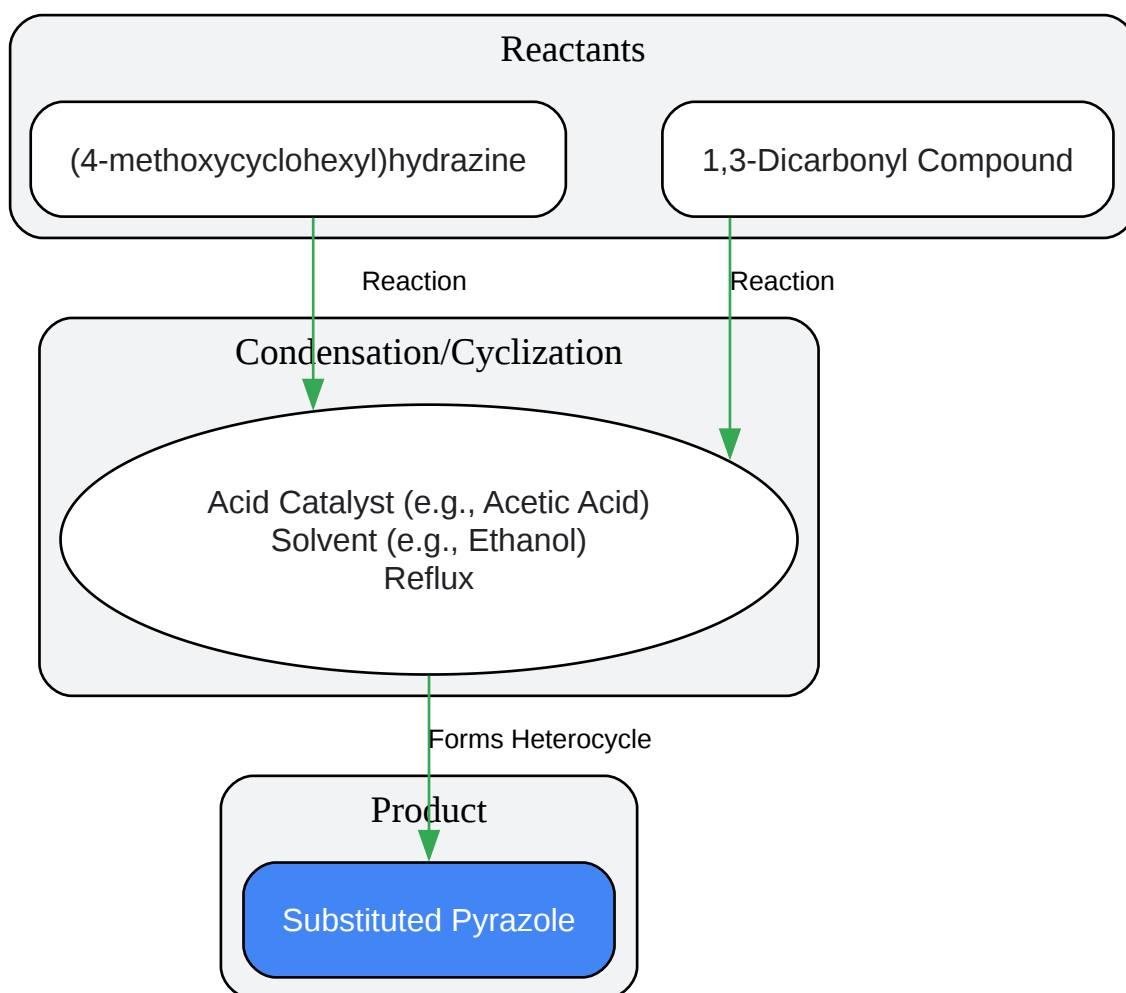 Reactants
(4-methoxycyclohexyl)hydrazine
1,3-Dicarbonyl Compound
Reaction
Reaction
Condensation/Cyclization
Acid Catalyst (e.g., Acetic Acid)
Solvent (e.g., Ethanol)
Reflux
Forms Heterocycle
Product
Substituted Pyrazole